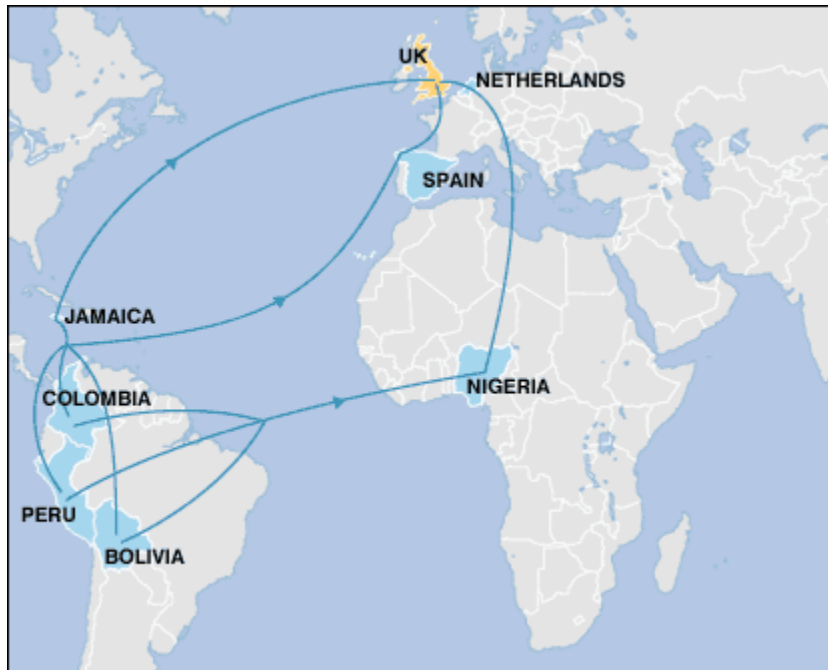 UK
NETHERLANDS
SPAIN
JAMAICA
NIGERIA
COLOMBIA
PERU
BOLIVIA